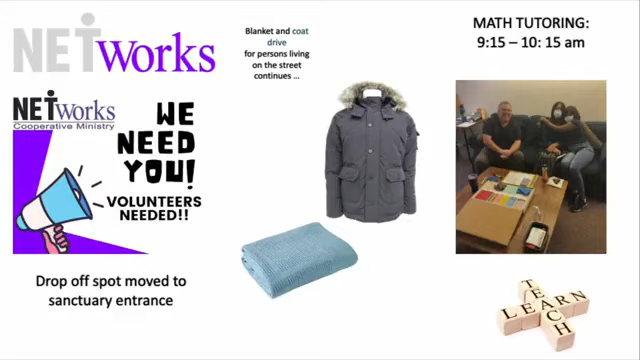 NETWorks
NETWorks
Cooperative Ministry
WE
NEED
YOU!
VOLUNTEERS
NEEDED!!
Drop off spot moved to
sanctuary entrance
Blanket and coat
drive
for persons living
on the street
continues ...
MATH TUTORING:
9:15 – 10: 15 am
TEACH
LEARN